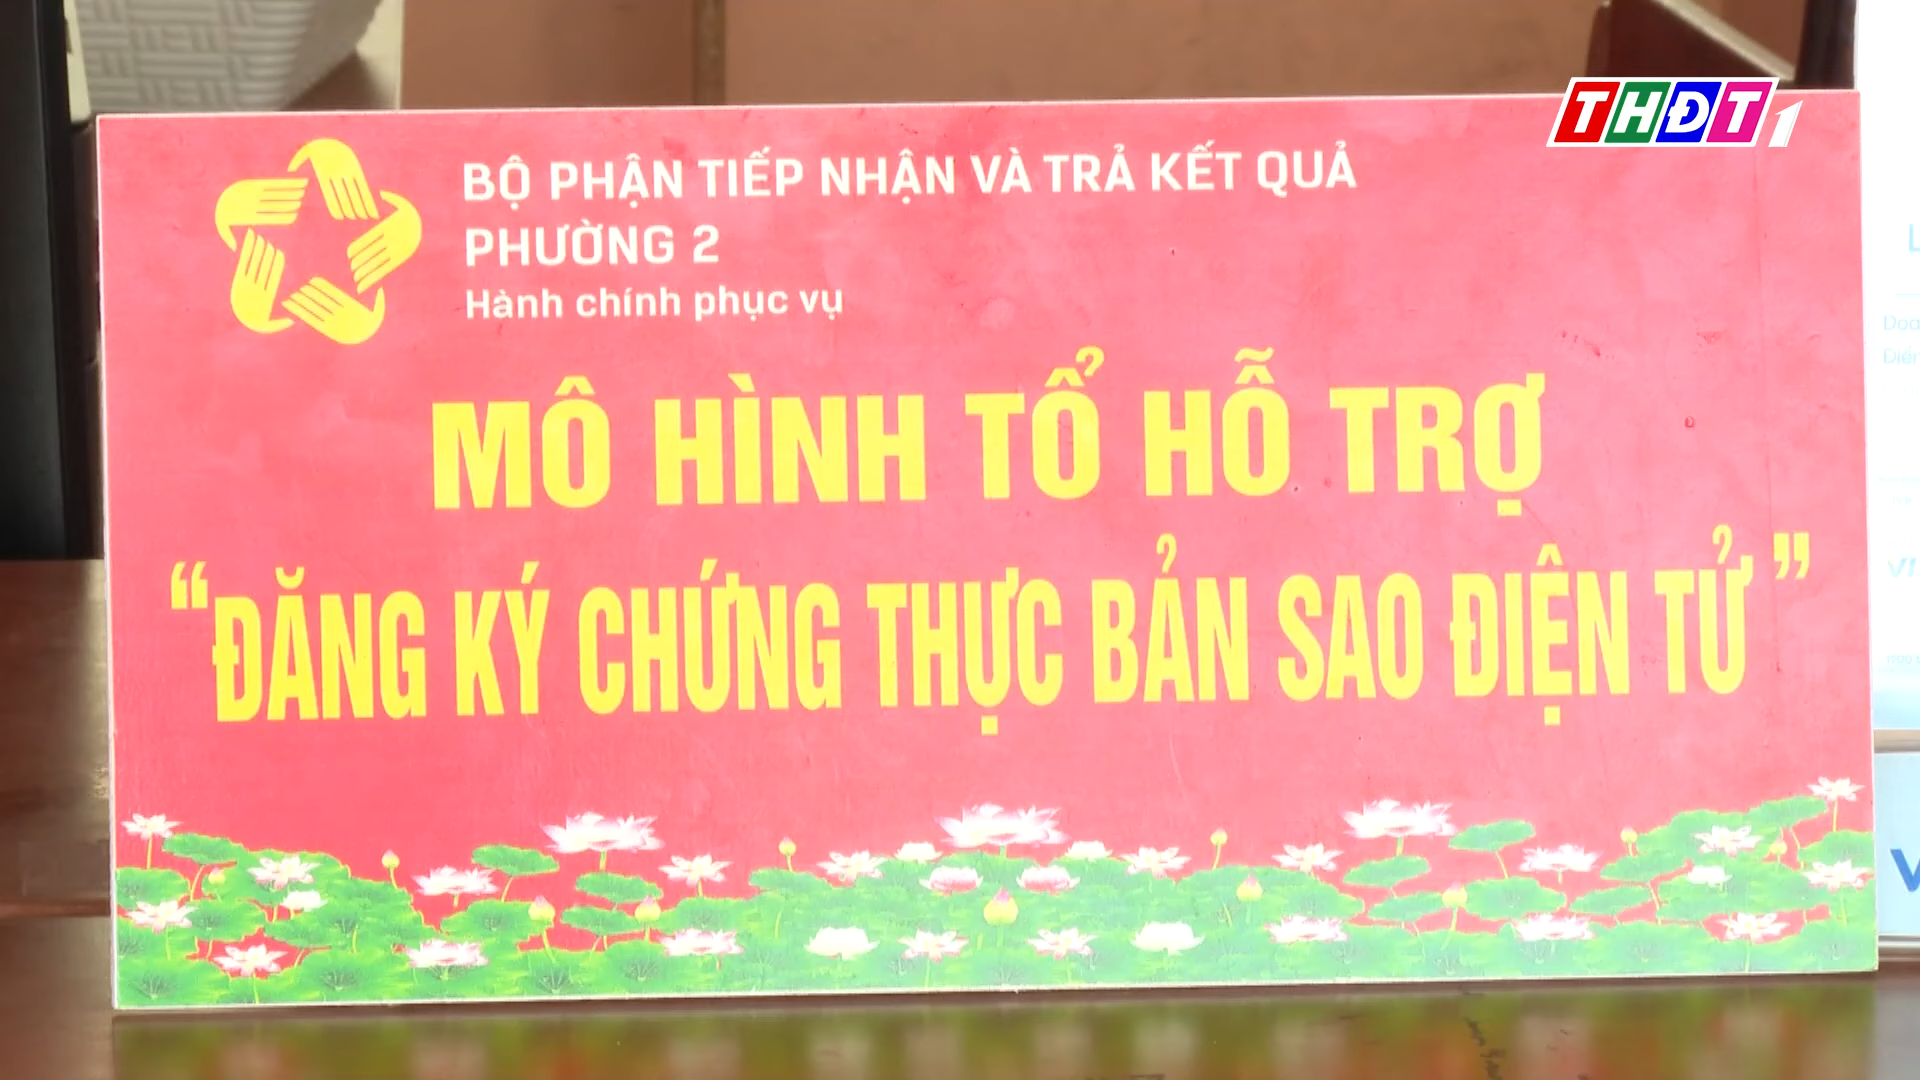 THĐT1
BỘ PHẬN TIẾP NHẬN VÀ TRẢ KẾT QUẢ
PHƯỜNG 2
Hành chính phục vụ
MÔ HÌNH TỔ HỖ TRỢ
“ĐĂNG KÝ CHỨNG THỰC BẢN SAO ĐIỆN TỬ”